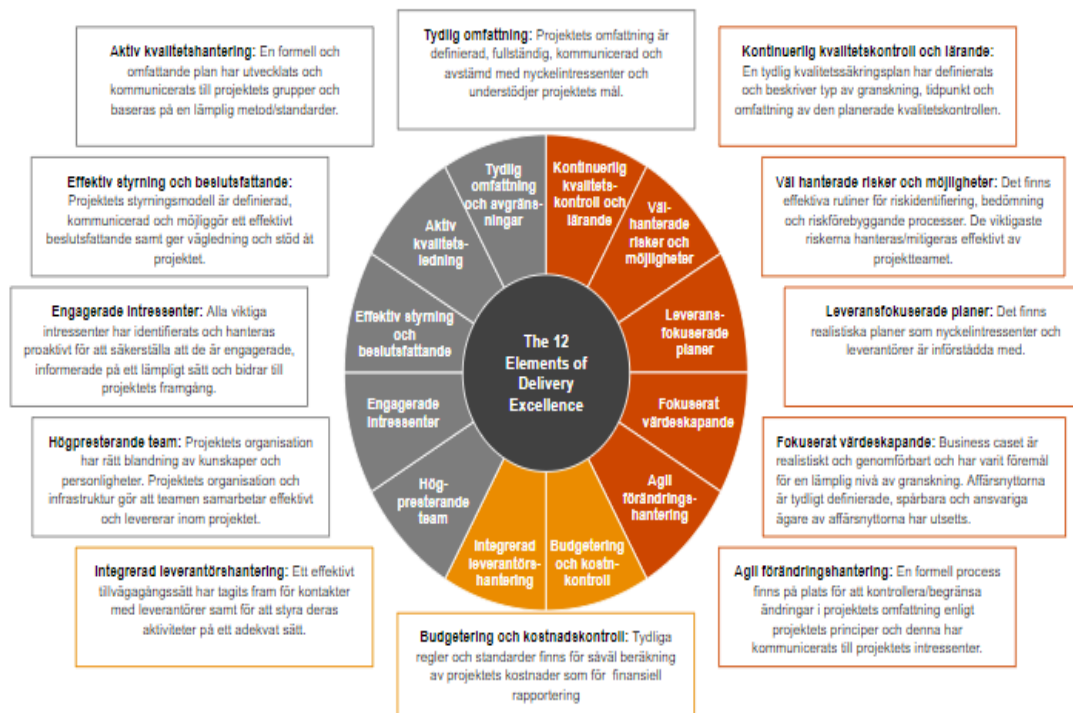 Aktiv kvalitetshantering: En formell och
omfattande plan har utvecklats och
kommunicerats till projektets grupper och
baseras på en lämplig metod/standarder.
Tydlig omfattning: Projektets omfattning är
definierad, fullständig, kommunicerad och
avstämd med nyckelintressenter och
understödjer projektets mål.
Kontinuerlig kvalitetskontroll och lärande:
En tydlig kvalitetssäkringsplan har definierats
och beskriver typ av granskning, tidpunkt och
omfattning av den planerade kvalitetskontrollen.
Effektiv styrning och beslutsfattande:
Projektets styrningsmodell är definierad,
kommunicerad och möjliggör ett effektivt
beslutsfattande samt ger vägledning och stöd åt
projektet.
Väl hanterade risker och möjligheter: Det finns
effektiva rutiner för riskidentifiering, bedömning
och riskförebyggande processer. De viktigaste
riskerna hanteras/mitigeras effektivt av
projektteamet.
Engagerade intressenter: Alla viktiga
intressenter har identifierats och hanteras
proaktivt för att säkerställa att de är engagerade,
informerade på ett lämpligt sätt och bidrar till
projektets framgång.
Leveransfokuserade planer: Det finns
realistiska planer som nyckelintressenter och
leverantörer är införstådda med.
Högpresterande team: Projektets organisation
har rätt blandning av kunskaper och
personligheter. Projektets organisation och
infrastruktur gör att teamen samarbetar effektivt
och levererar inom projektet.
Fokuserat värdeskapande: Business caset är
realistiskt och genomförbart och har varit föremål
för en lämplig nivå av granskning. Affärsnyttorna
är tydligt definierade, spårbara och ansvariga
ägare av affärsnyttorna har utsetts.
Integrerad leverantörshantering: Ett effektivt
tillvägagångssätt har tagits fram för kontakter
med leverantörer samt för att styra deras
aktiviteter på ett adekvat sätt.
Agil förändringshantering: En formell process
finns på plats för att kontrollera/begränsa
ändringar i projektets omfattning enligt
projektets principer och denna har
kommunicerats till projektets intressenter.
Budgetering och kostnadskontroll: Tydliga
regler och standarder finns för såväl beräkning
av projektets kostnader som för finansiell
rapportering
Tydlig
omfattning
och avgräns-
ningar
Kontinuerlig
kvalitets-
kontroll och
lärande
Väl-
hanterade
risker och
möjligheter
Leverans-
fokuserade
planer
Fokuserat
värdeskapande
Agil
förändrings-
hantering
Budgetering
och kostn-
kontroll
Integrerad
leverantörs-
hantering
Hög-
presterande
team
Engagerade
intressenter
Effektiv styrning
och
beslutsfattande
Aktiv
kvalitets-
ledning
The 12
Elements of
Delivery
Excellence